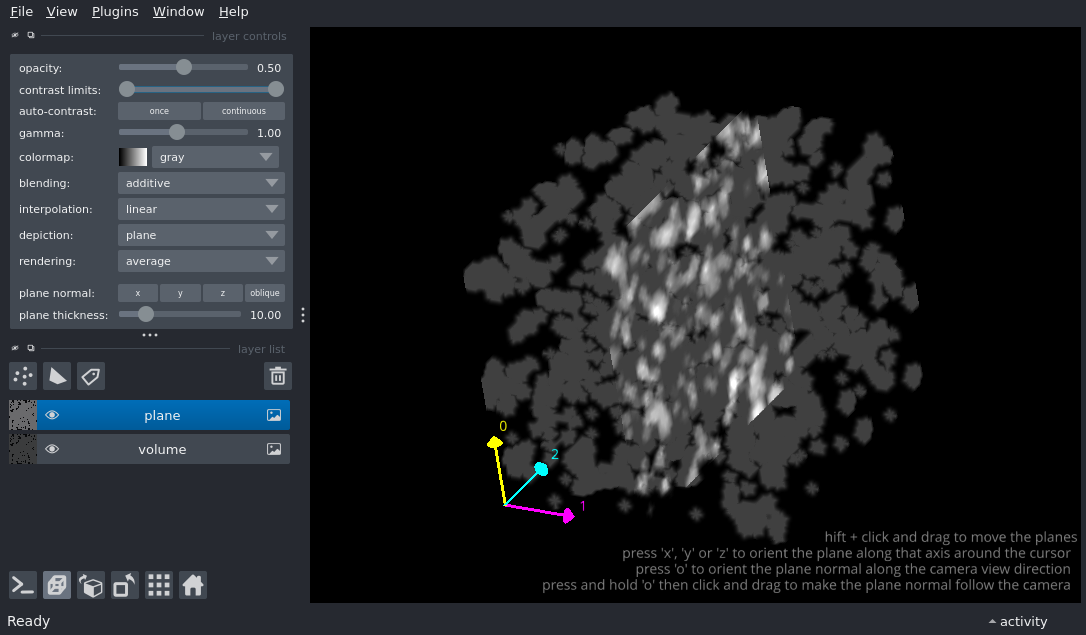 File View Plugins Window Help
layer controls
opacity: 0.50
contrast limits:
auto-contrast: once continuous
gamma: 1.00
colormap: gray
blending: additive
interpolation: linear
depiction: plane
rendering: average
plane normal: x y z oblique
plane thickness: 10.00
layer list
plane
volume
0
2
1
hift + click and drag to move the planes
press 'x', 'y' or 'z' to orient the plane along that axis around the cursor
press 'o' to orient the plane normal along the camera view direction
press and hold 'o' then click and drag to make the plane normal follow the camera
Ready activity